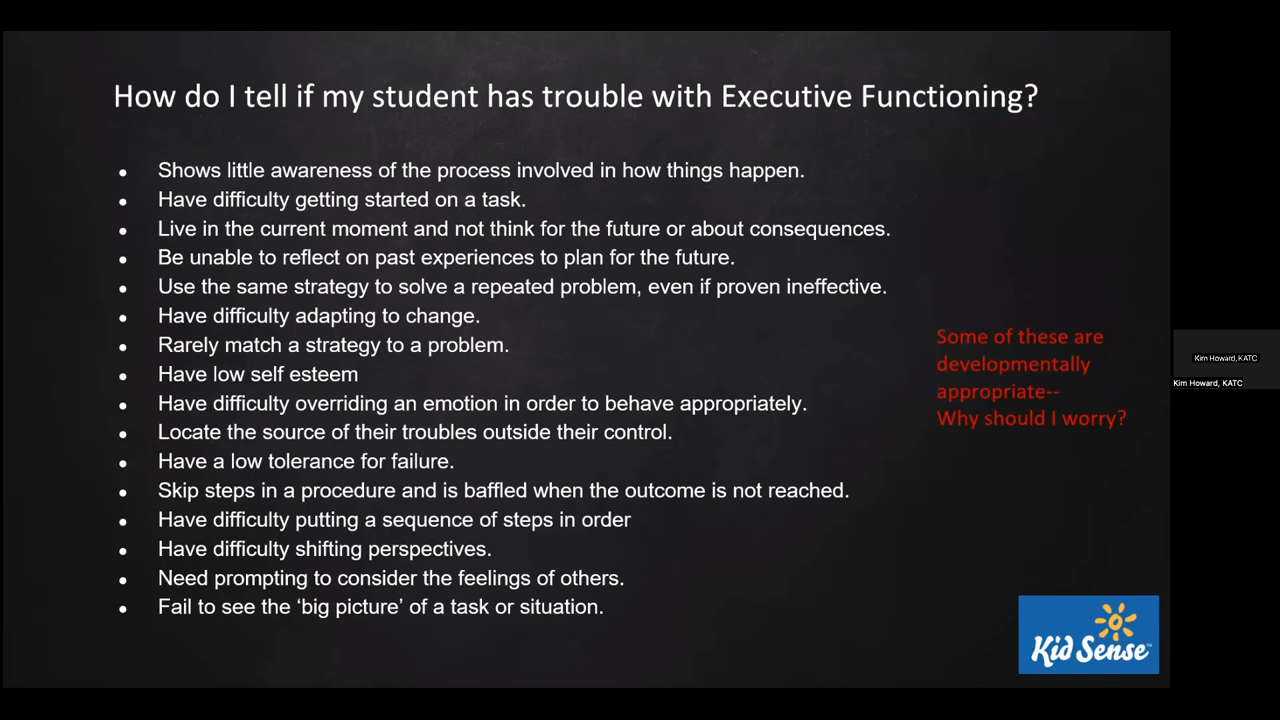 How do I tell if my student has trouble with Executive Functioning?
• Shows little awareness of the process involved in how things happen.
• Have difficulty getting started on a task.
• Live in the current moment and not think for the future or about consequences.
• Be unable to reflect on past experiences to plan for the future.
• Use the same strategy to solve a repeated problem, even if proven ineffective.
• Have difficulty adapting to change.
• Rarely match a strategy to a problem.
• Have low self esteem
• Have difficulty overriding an emotion in order to behave appropriately.
• Locate the source of their troubles outside their control.
• Have a low tolerance for failure.
• Skip steps in a procedure and is baffled when the outcome is not reached.
• Have difficulty putting a sequence of steps in order
• Have difficulty shifting perspectives.
• Need prompting to consider the feelings of others.
• Fail to see the ‘big picture’ of a task or situation.
Some of these are
developmentally
appropriate--
Why should I worry?
Kid Sense™
Kim Howard, KATC
Kim Howard, KATC